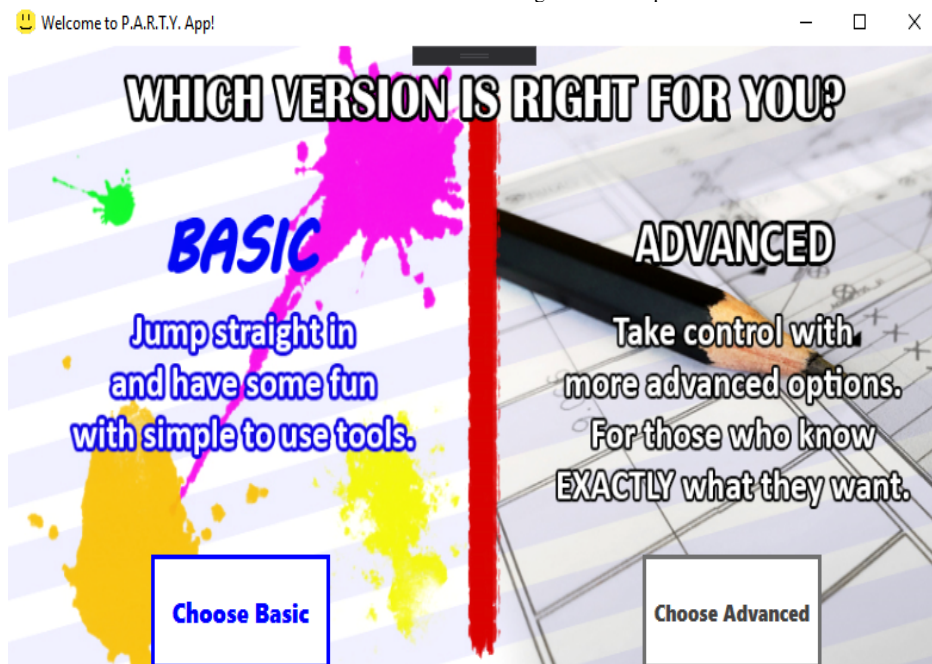 Welcome to P.A.R.T.Y. App!
WHICH VERSION IS RIGHT FOR YOU?
BASIC
Jump straight in
and have some fun
with simple to use tools.
Choose Basic
ADVANCED
Take control with
more advanced options.
For those who know
EXACTLY what they want.
Choose Advanced